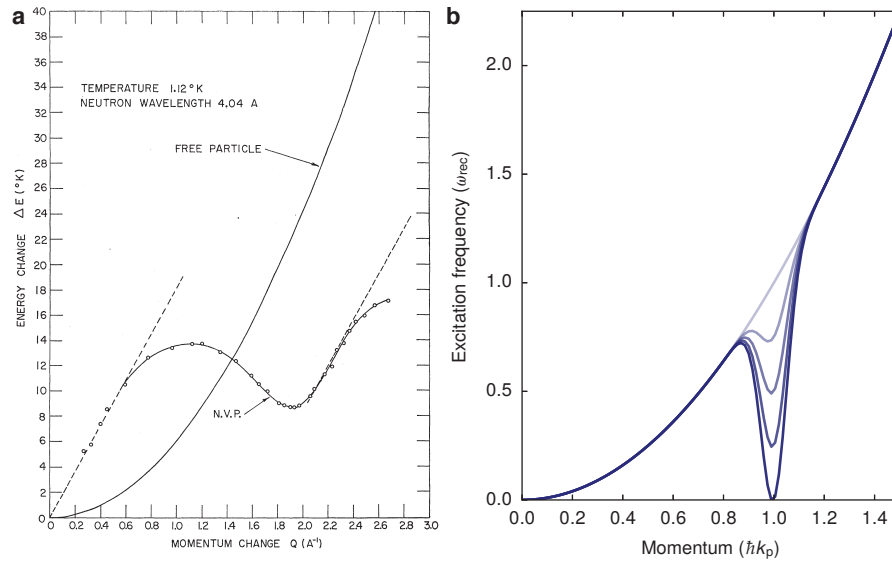 a
40
38
36
34
32
30
28
26
24
22
20
18
16
14
12
10
8
6
4
2
0
ENERGY CHANGE Δ E (°K)
TEMPERATURE 1.12° K
NEUTRON WAVELENGTH 4.04 A
FREE PARTICLE
N.V.P.
0 0.2 0.4 0.6 0.8 1.0 1.2 1.4 1.6 1.8 2.0 2.2 2.4 2.6 2.8 3.0
MOMENTUM CHANGE Q (A⁻¹)
b
2.0
1.5
1.0
0.5
0.0
Excitation frequency (ωrec)
0.0 0.2 0.4 0.6 0.8 1.0 1.2 1.4
Momentum (ħkp)